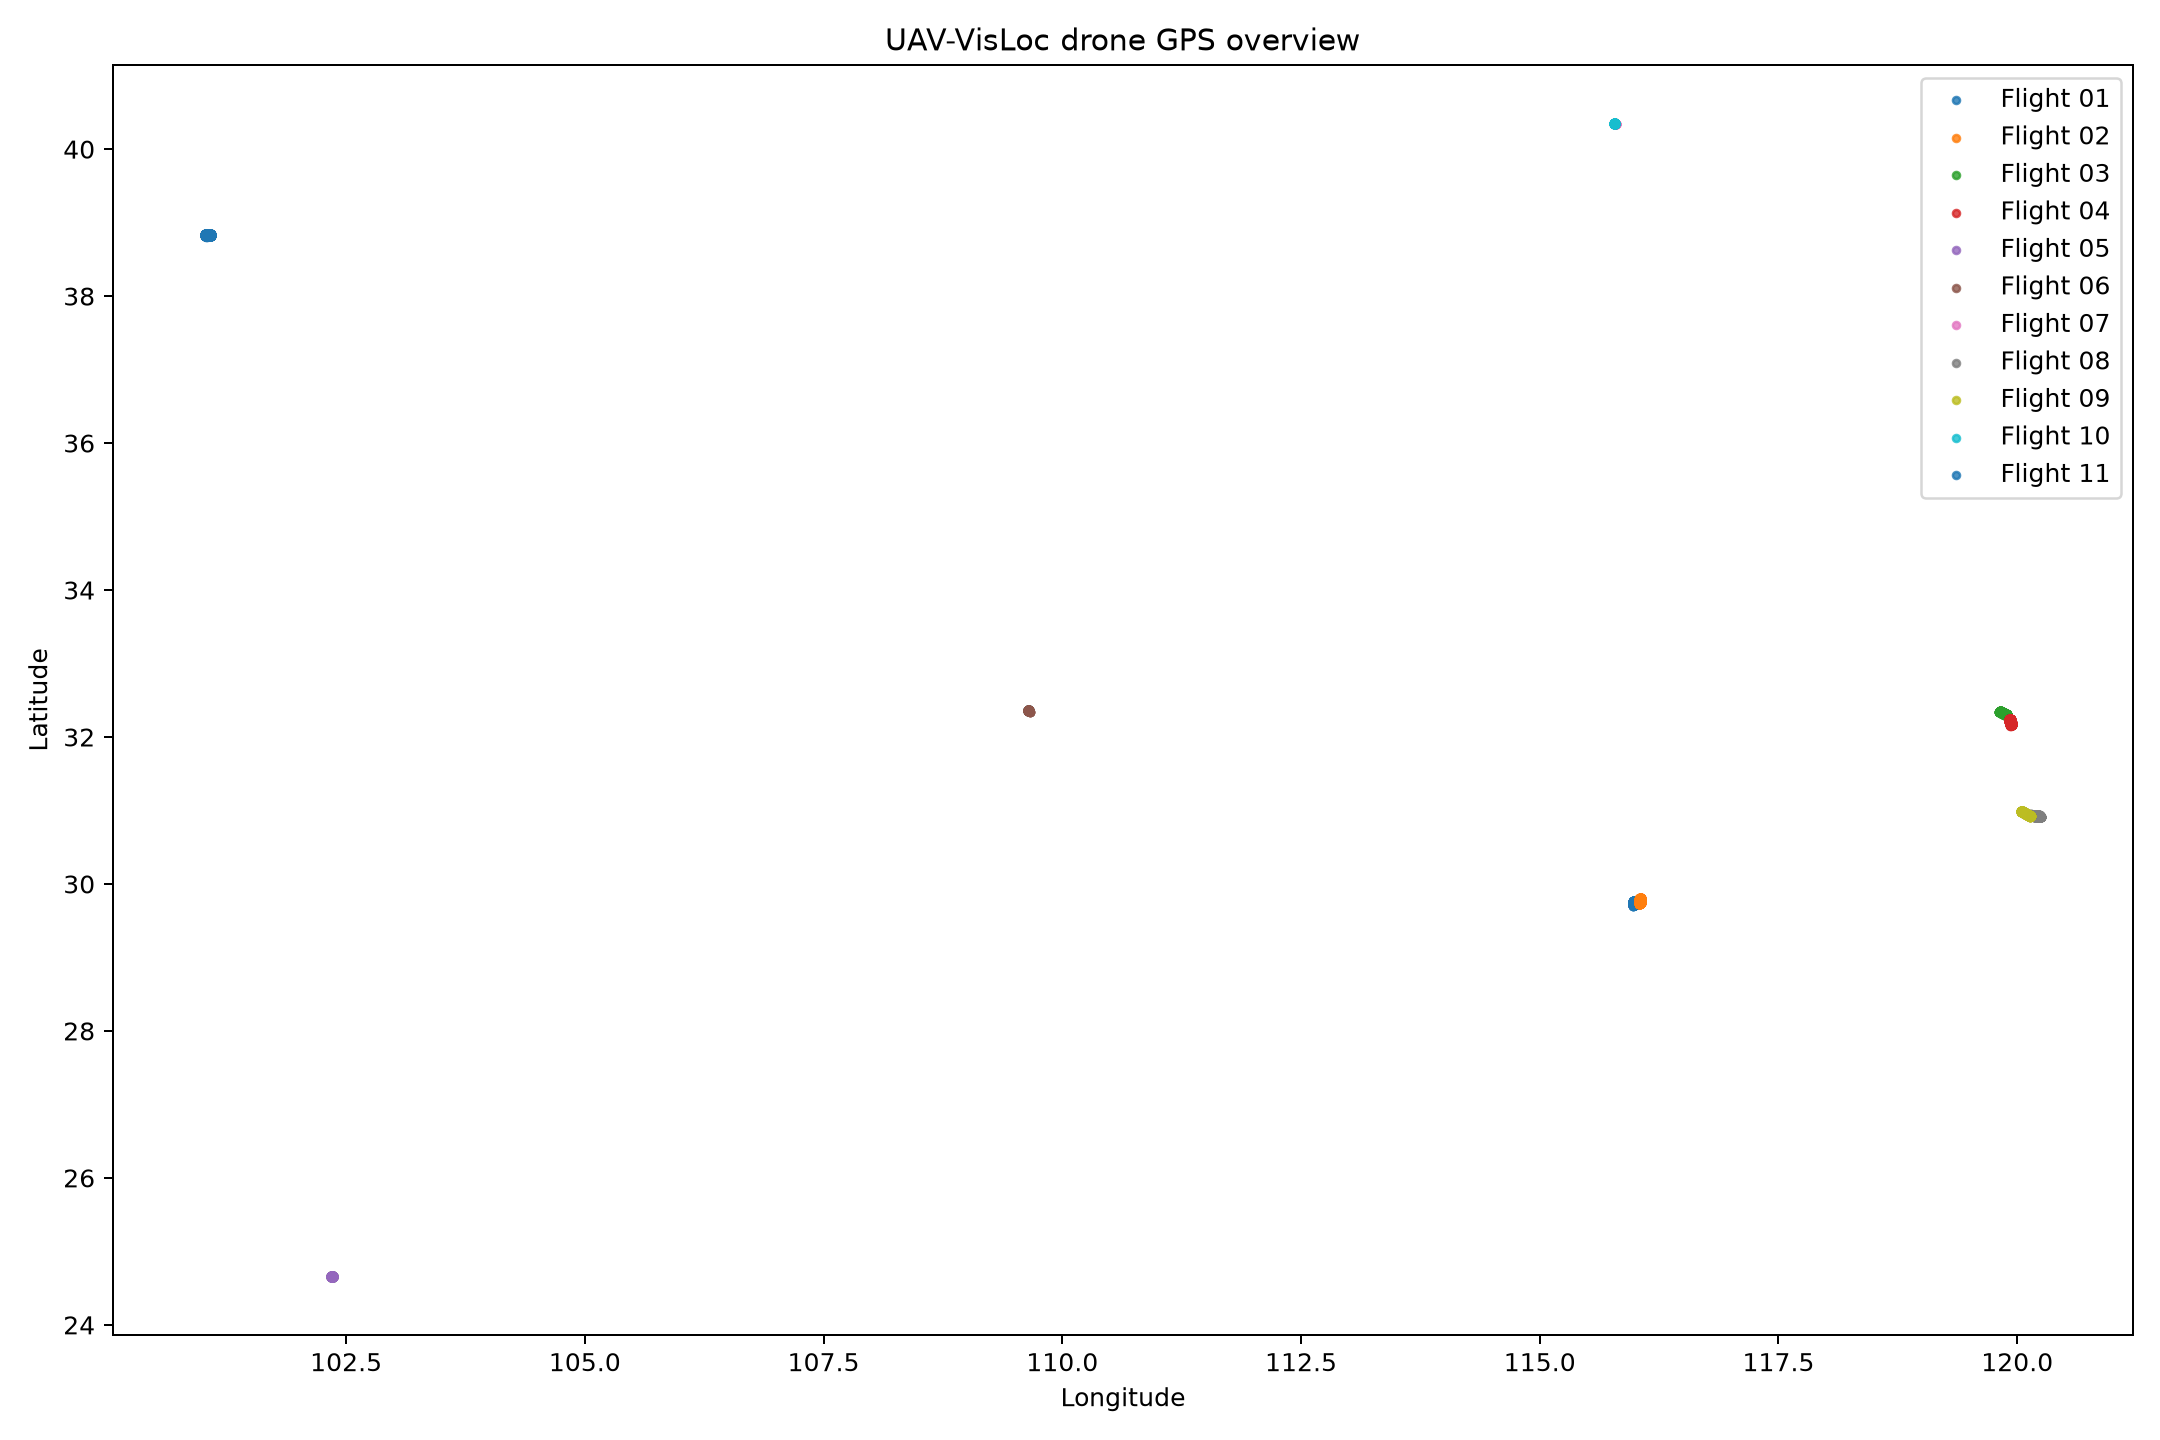 UAV-VisLoc drone GPS overview
Flight 01
Flight 02
Flight 03
Flight 04
Flight 05
Flight 06
Flight 07
Flight 08
Flight 09
Flight 10
Flight 11
Latitude
40
38
36
34
32
30
28
26
24
102.5 105.0 107.5 110.0 112.5 115.0 117.5 120.0
Longitude